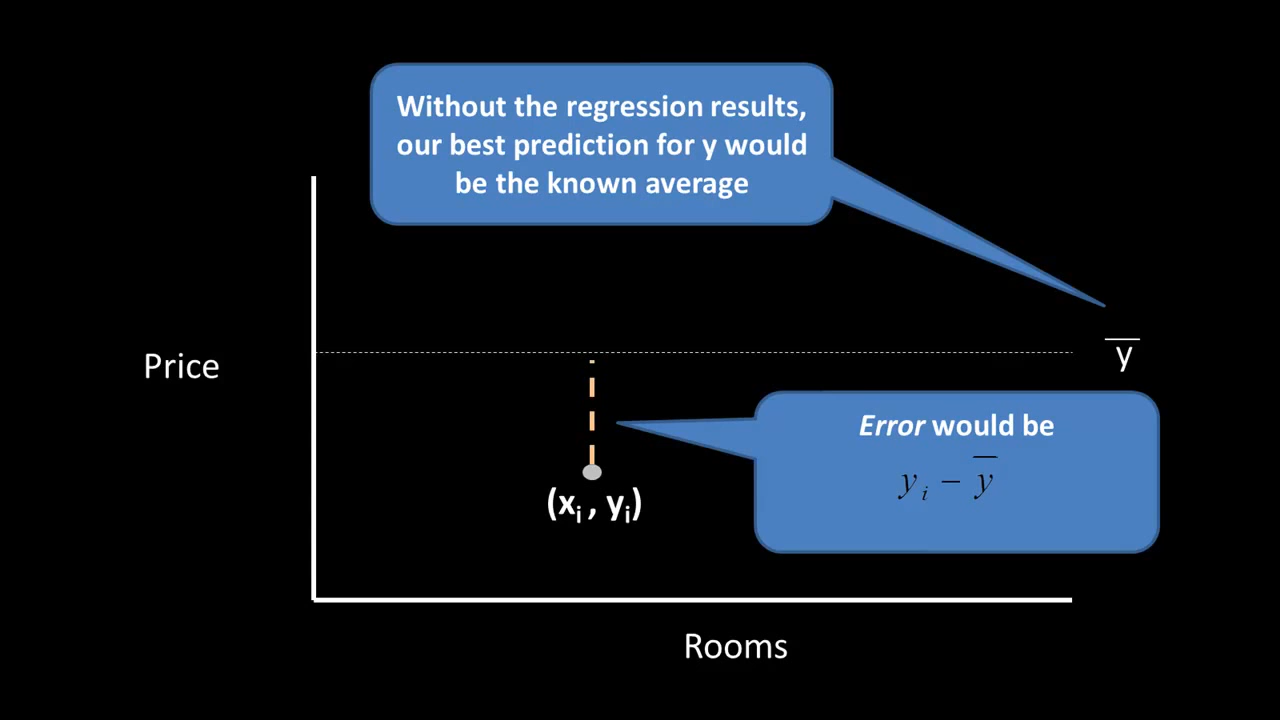 Without the regression results,
our best prediction for y would
be the known average
Price
y̅
Error would be
yᵢ − y̅
(xᵢ , yᵢ)
Rooms